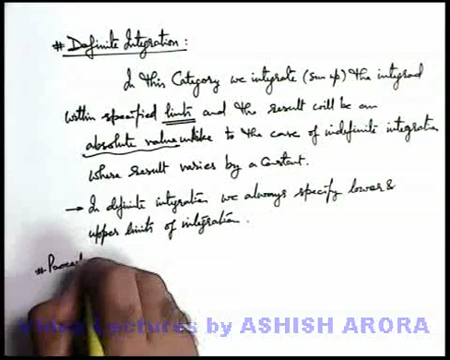 # Definite Integration :
In this Category we integrate (sum up) the integrad
within specified limits and the result will be an
absolute value unlike to the case of indefinite integration
where result varies by a Constant.
→ In definite integration we always specify lower &
upper limits of integration .
#
Video Lectures by ASHISH ARORA